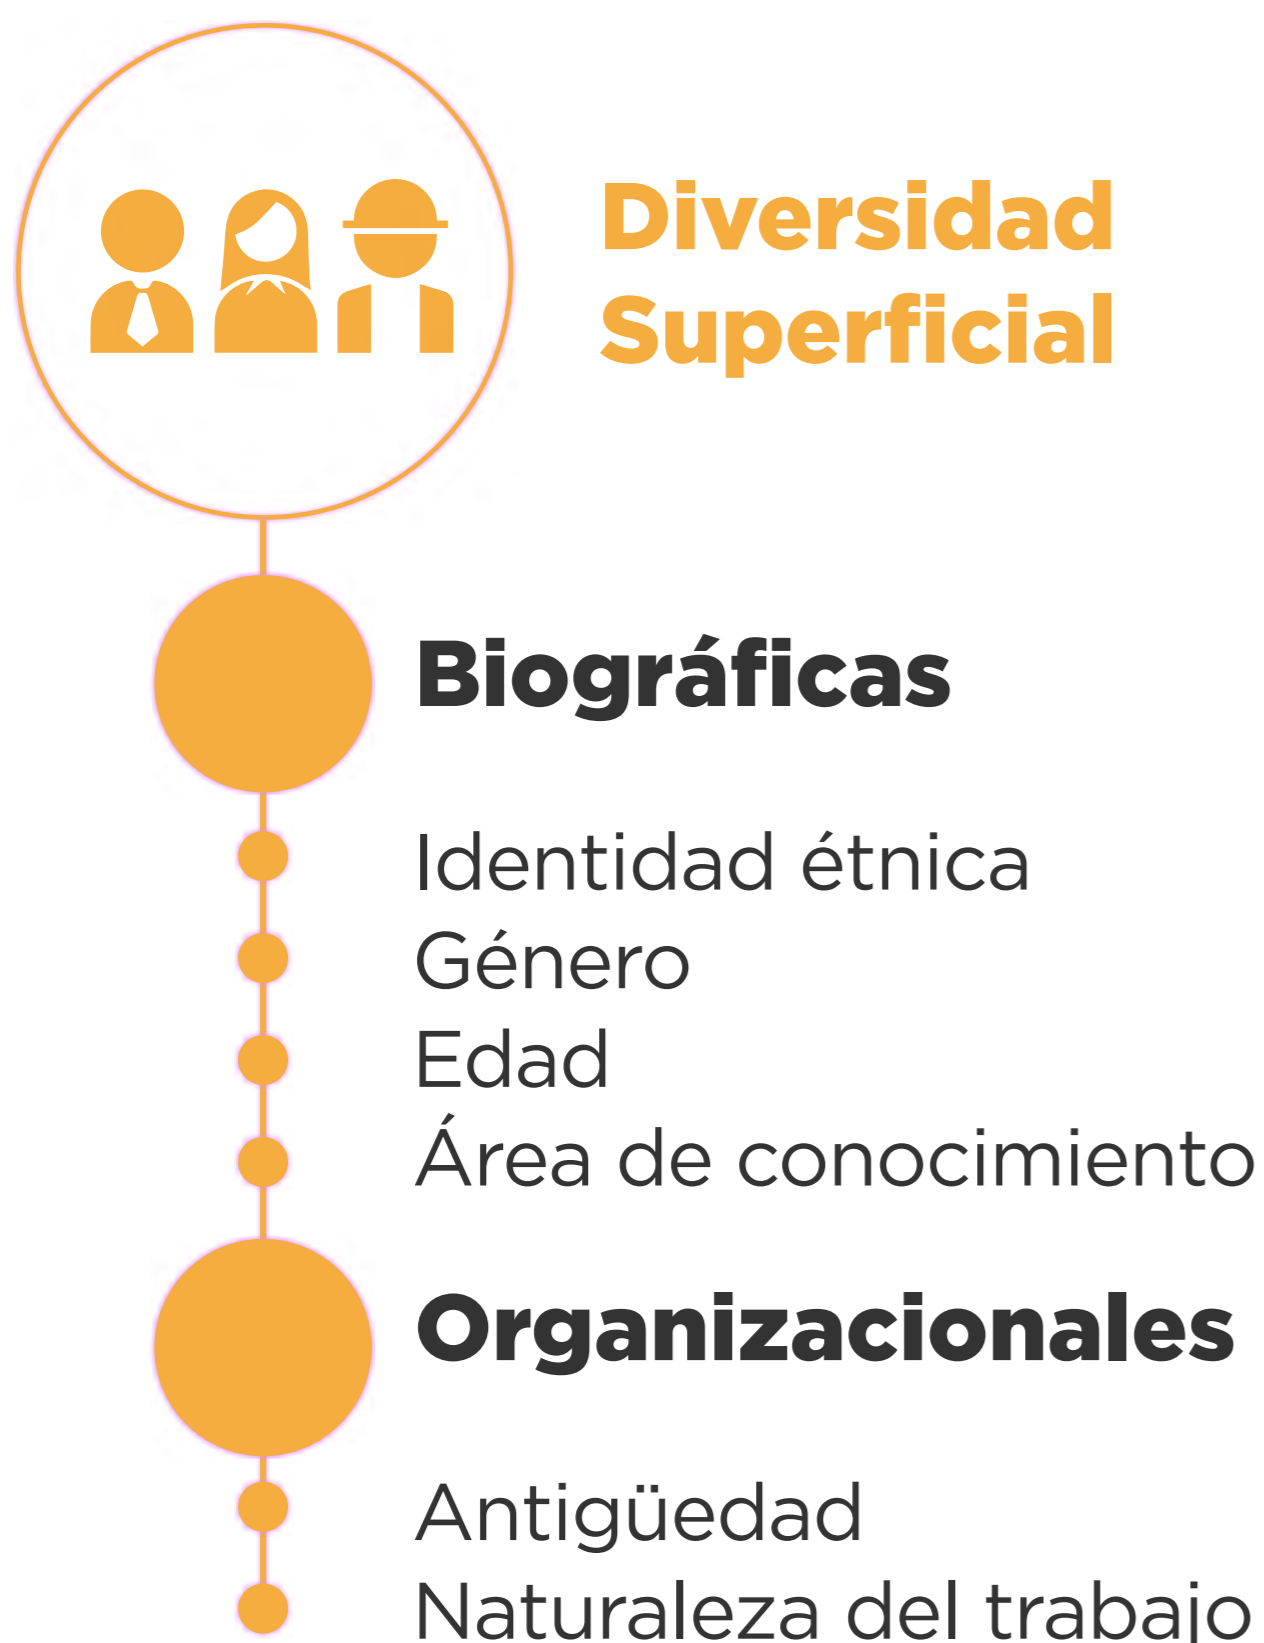 Diversidad
Superficial
Biográficas
Identidad étnica
Género
Edad
Área de conocimiento
Organizacionales
Antigüedad
Naturaleza del trabajo